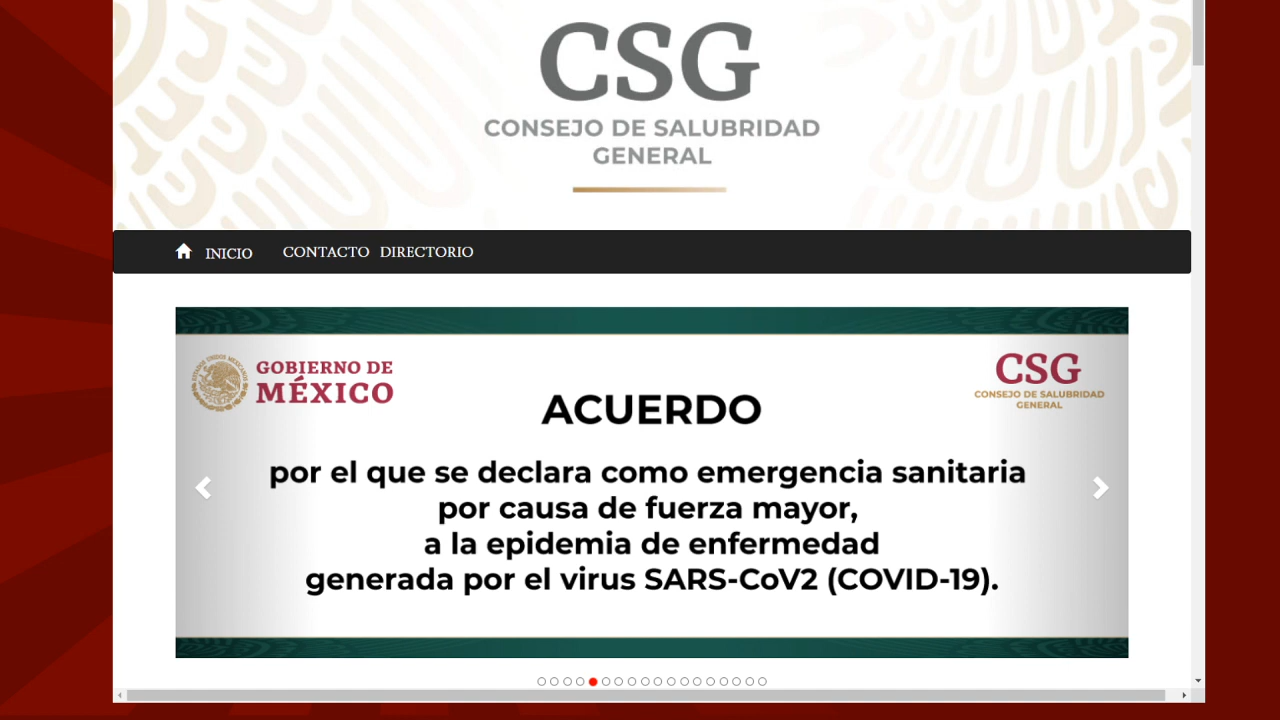 CSG
CONSEJO DE SALUBRIDAD
GENERAL
INICIO CONTACTO DIRECTORIO
GOBIERNO DE
MÉXICO
CSG
CONSEJO DE SALUBRIDAD
GENERAL
ACUERDO
por el que se declara como emergencia sanitaria
por causa de fuerza mayor,
a la epidemia de enfermedad
generada por el virus SARS-CoV2 (COVID-19).